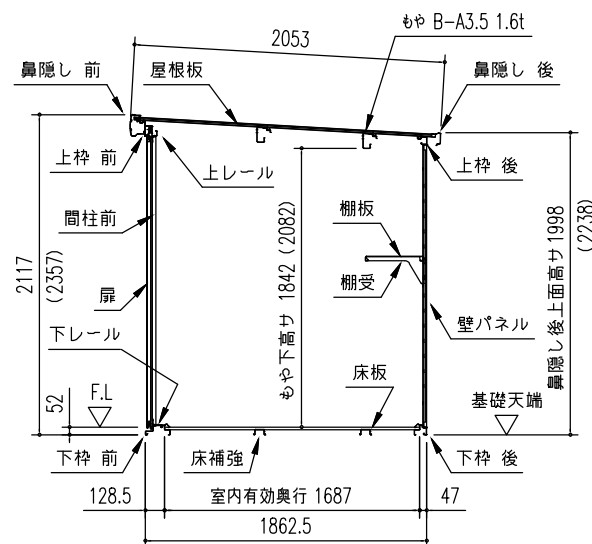 2053
もや B-A3.5 1.6t
鼻隠し 前
屋根板
鼻隠し 後
上枠 前
上レール
上枠 後
間柱前
棚板
2117
(2357)
もや下高サ 1842 (2082)
鼻隠し後上面高サ1998
(2238)
扉
棚受
壁パネル
下レール
床板
52
F.L
基礎天端
下枠 前
床補強
下枠 後
128.5
室内有効奥行 1687
47
1862.5